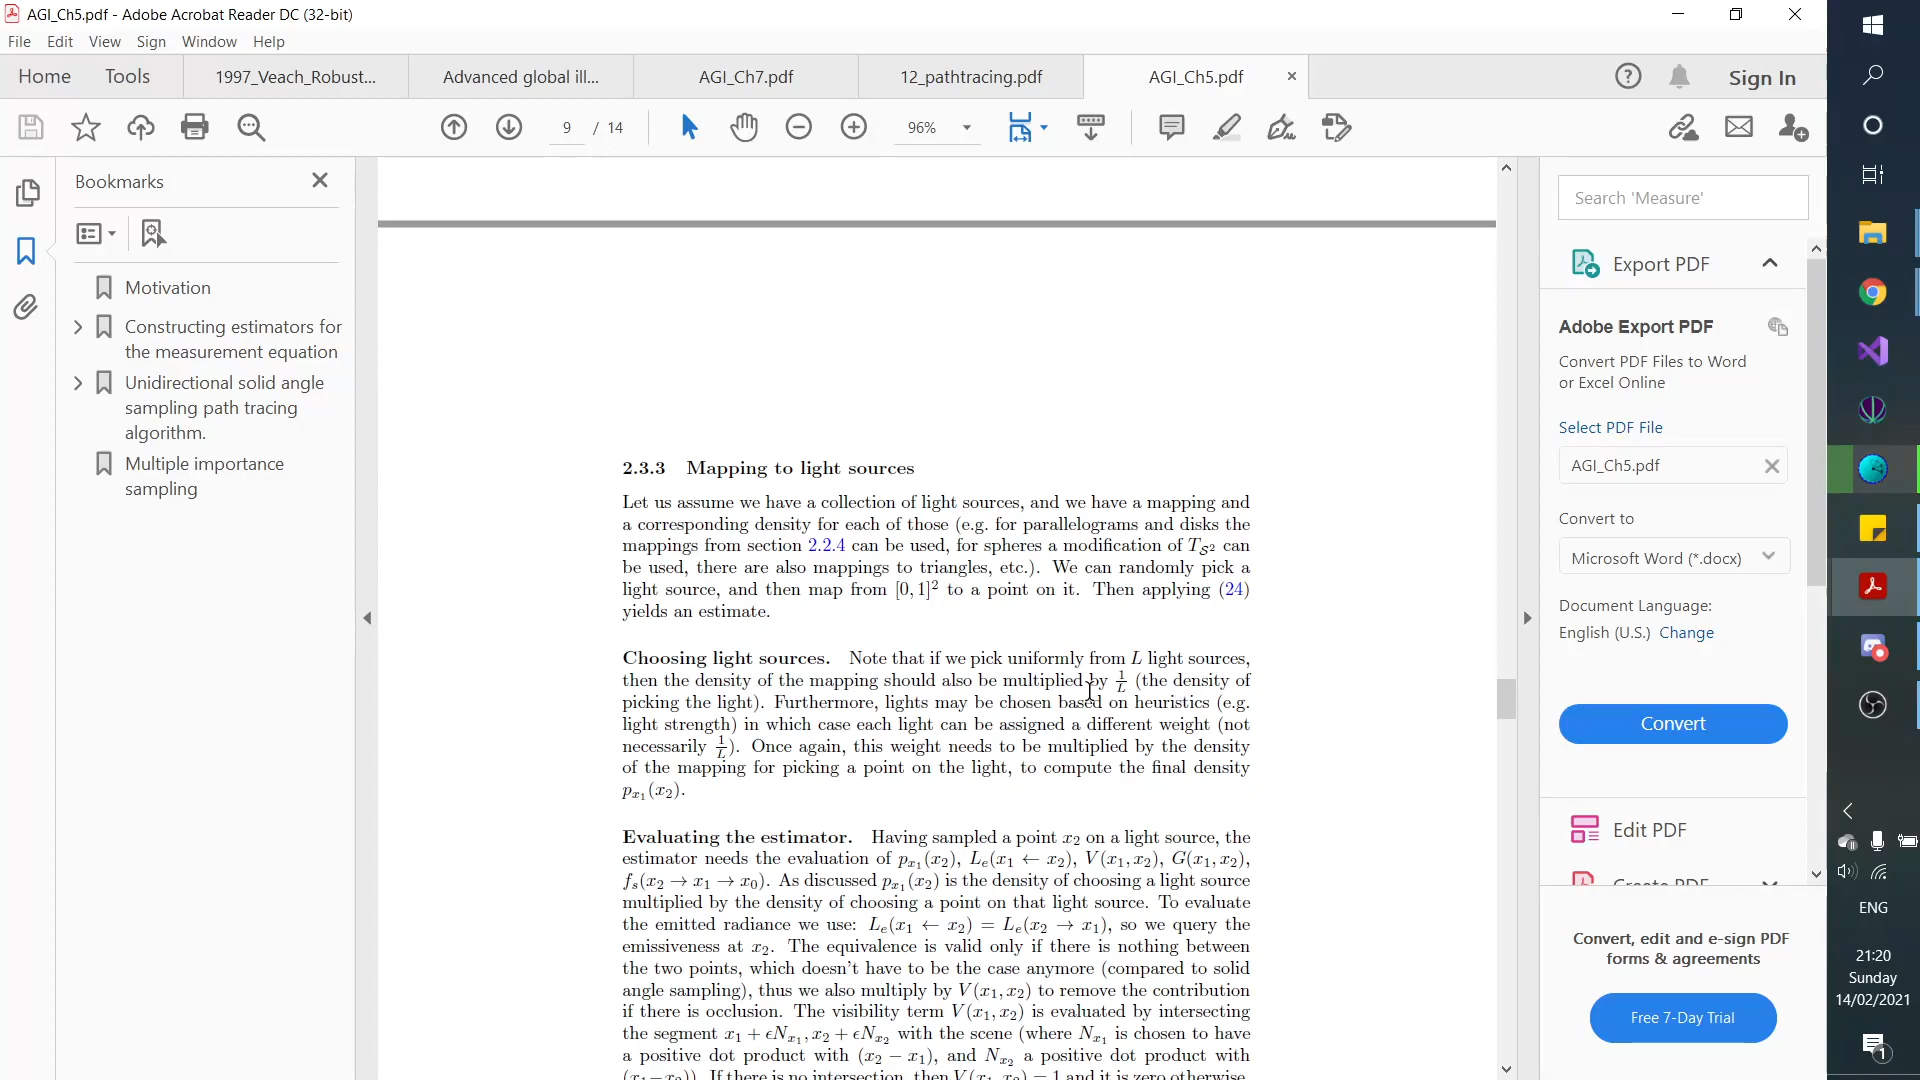 AGI_Ch5.pdf - Adobe Acrobat Reader DC (32-bit)
File Edit View Sign Window Help
Home Tools 1997_Veach_Robust... Advanced global ill... AGI_Ch7.pdf 12_pathtracing.pdf AGI_Ch5.pdf × Sign In
9 / 14 96%
Bookmarks
Motivation
Constructing estimators for
the measurement equation
Unidirectional solid angle
sampling path tracing
algorithm.
Multiple importance
sampling
2.3.3 Mapping to light sources
Let us assume we have a collection of light sources, and we have a mapping and
a corresponding density for each of those (e.g. for parallelograms and disks the
mappings from section 2.2.4 can be used, for spheres a modification of T_{𝒮²} can
be used, there are also mappings to triangles, etc.). We can randomly pick a
light source, and then map from [0, 1]² to a point on it. Then applying (24)
yields an estimate.
Choosing light sources. Note that if we pick uniformly from L light sources,
then the density of the mapping should also be multiplied by 1/L (the density of
picking the light). Furthermore, lights may be chosen based on heuristics (e.g.
light strength) in which case each light can be assigned a different weight (not
necessarily 1/L). Once again, this weight needs to be multiplied by the density
of the mapping for picking a point on the light, to compute the final density
p_{x₁}(x₂).
Evaluating the estimator. Having sampled a point x₂ on a light source, the
estimator needs the evaluation of p_{x₁}(x₂), L_e(x₁ ← x₂), V(x₁, x₂), G(x₁, x₂),
f_s(x₂ → x₁ → x₀). As discussed p_{x₁}(x₂) is the density of choosing a light source
multiplied by the density of choosing a point on that light source. To evaluate
the emitted radiance we use: L_e(x₁ ← x₂) = L_e(x₂ → x₁), so we query the
emissiveness at x₂. The equivalence is valid only if there is nothing between
the two points, which doesn't have to be the case anymore (compared to solid
angle sampling), thus we also multiply by V(x₁, x₂) to remove the contribution
if there is occlusion. The visibility term V(x₁, x₂) is evaluated by intersecting
the segment x₁ + ϵN_{x₁}, x₂ + ϵN_{x₂} with the scene (where N_{x₁} is chosen to have
a positive dot product with (x₂ − x₁), and N_{x₂} a positive dot product with
(x₁−x₂)). If there is no intersection, then V(x₁, x₂) = 1 and it is zero otherwise.
Search 'Measure'
Export PDF
Adobe Export PDF
Convert PDF Files to Word
or Excel Online
Select PDF File
AGI_Ch5.pdf
Convert to
Microsoft Word (*.docx)
Document Language:
English (U.S.) Change
Convert
Edit PDF
Create PDF
Convert, edit and e-sign PDF
forms & agreements
Free 7-Day Trial
ENG
21:20
Sunday
14/02/2021
1